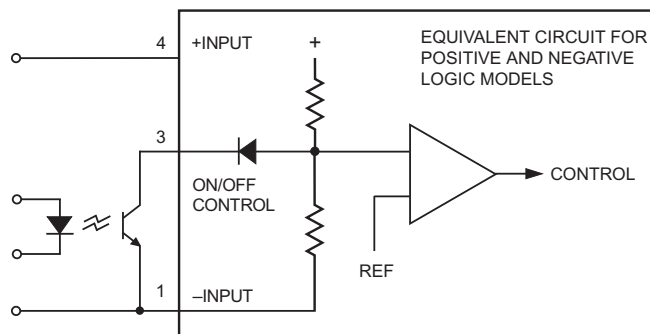 4
+INPUT
+
EQUIVALENT CIRCUIT FOR
POSITIVE AND NEGATIVE
LOGIC MODELS
3
ON/OFF
CONTROL
CONTROL
REF
1
–INPUT